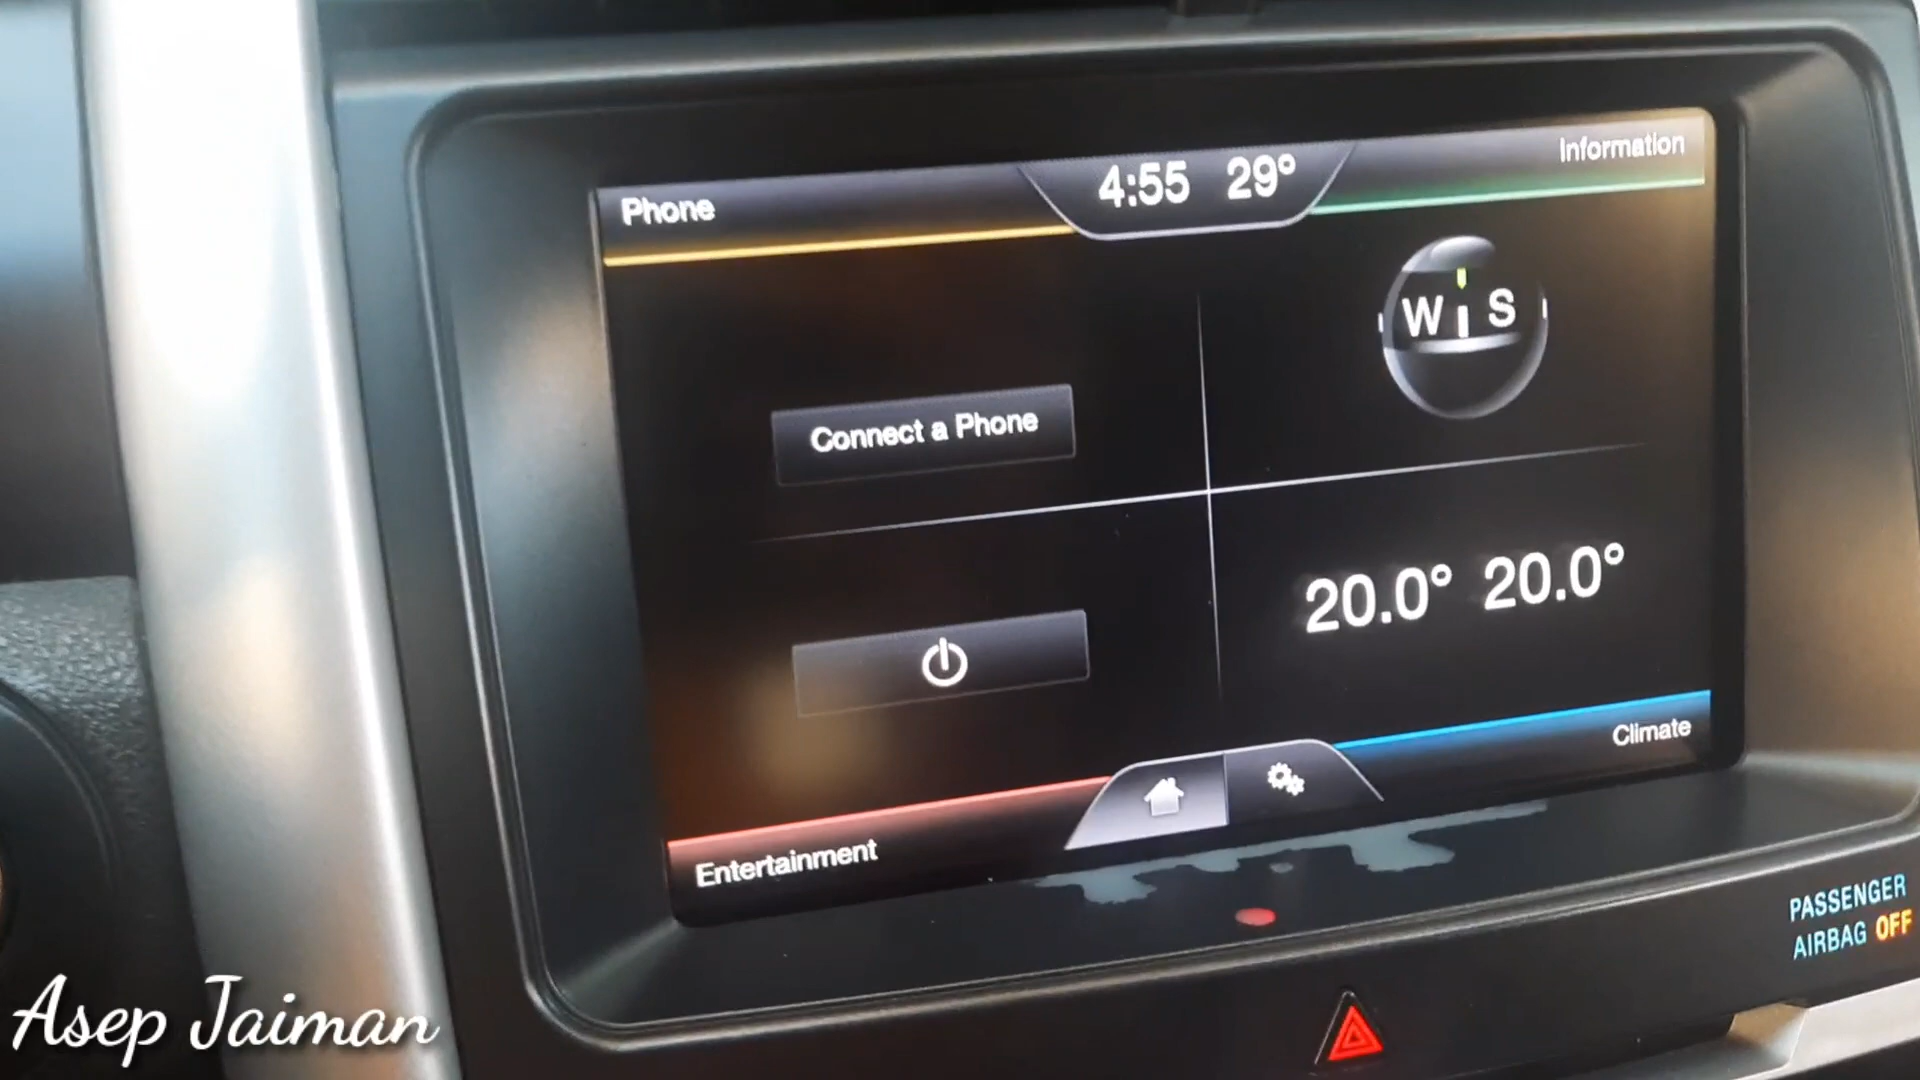 Phone
4:55 29°
Information
W S
Connect a Phone
20.0° 20.0°
Climate
Entertainment
PASSENGER
AIRBAG OFF
Asep Jaiman